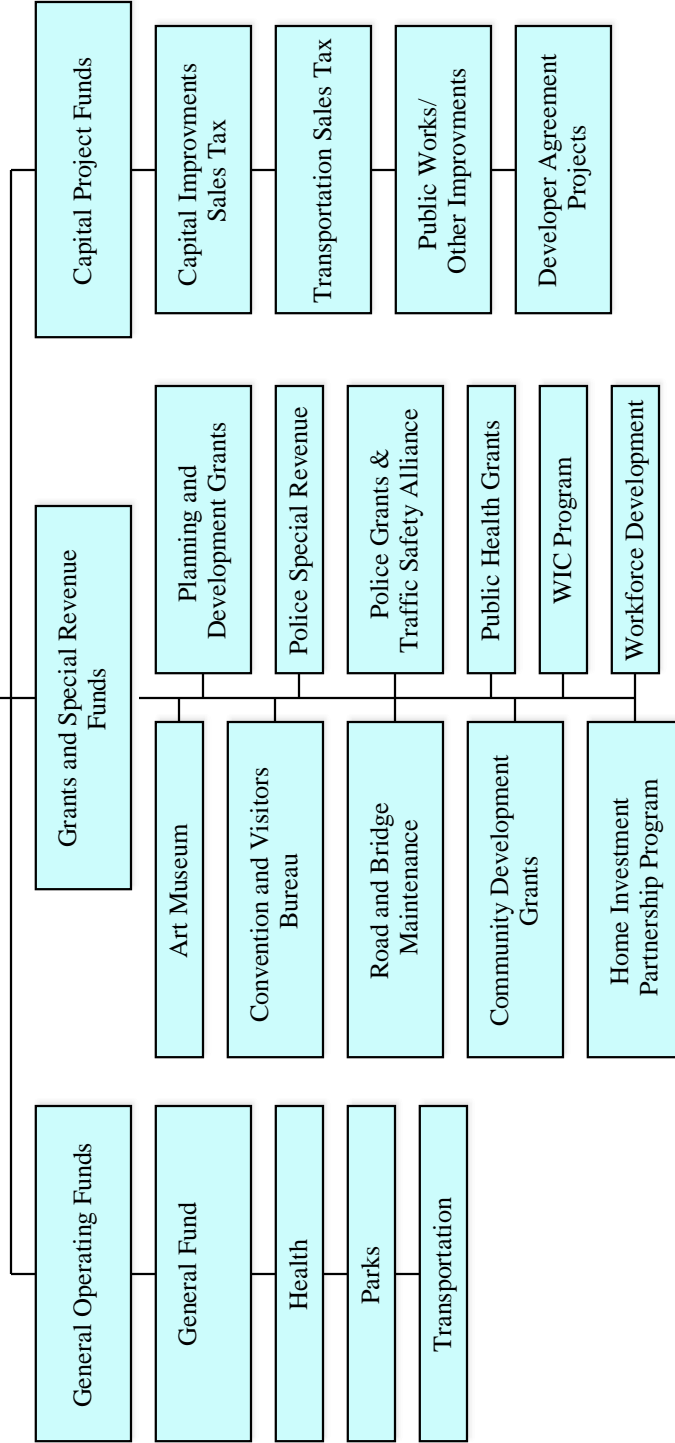 General Operating Funds
General Fund
Health
Parks
Transportation
Grants and Special Revenue
Funds
Art Museum
Convention and Visitors
Bureau
Road and Bridge
Maintenance
Community Development
Grants
Home Investment
Partnership Program
Planning and
Development Grants
Police Special Revenue
Police Grants &
Traffic Safety Alliance
Public Health Grants
WIC Program
Workforce Development
Capital Project Funds
Capital Improvments
Sales Tax
Transportation Sales Tax
Public Works/
Other Improvments
Developer Agreement
Projects